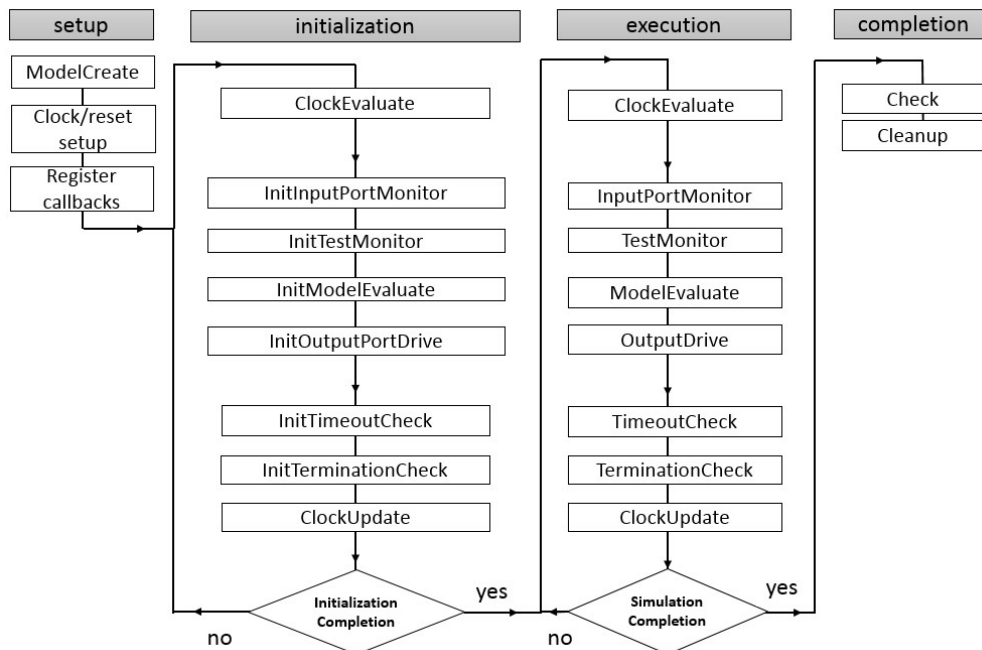 setup
ModelCreate
Clock/reset
setup
Register
callbacks
initialization
ClockEvaluate
InitInputPortMonitor
InitTestMonitor
InitModelEvaluate
InitOutputPortDrive
InitTimeoutCheck
InitTerminationCheck
ClockUpdate
Initialization
Completion
no
yes
execution
ClockEvaluate
InputPortMonitor
TestMonitor
ModelEvaluate
OutputDrive
TimeoutCheck
TerminationCheck
ClockUpdate
Simulation
Completion
no
yes
completion
Check
Cleanup